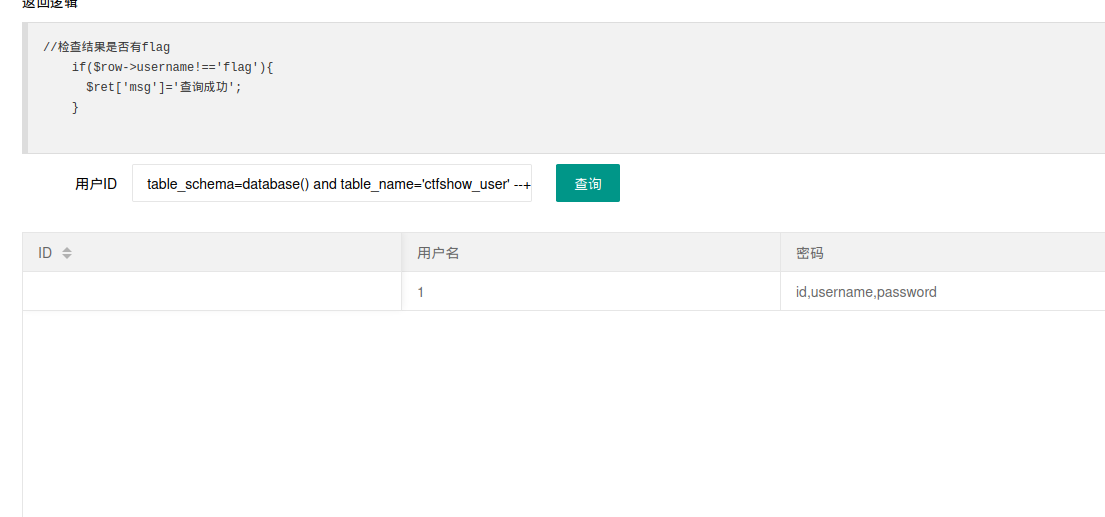 返回逻辑
//检查结果是否有flag
if($row->username!=='flag'){
$ret['msg']='查询成功';
}
用户ID table_schema=database() and table_name='ctfshow_user' --+ 查询
ID 用户名 密码
1 id,username,password